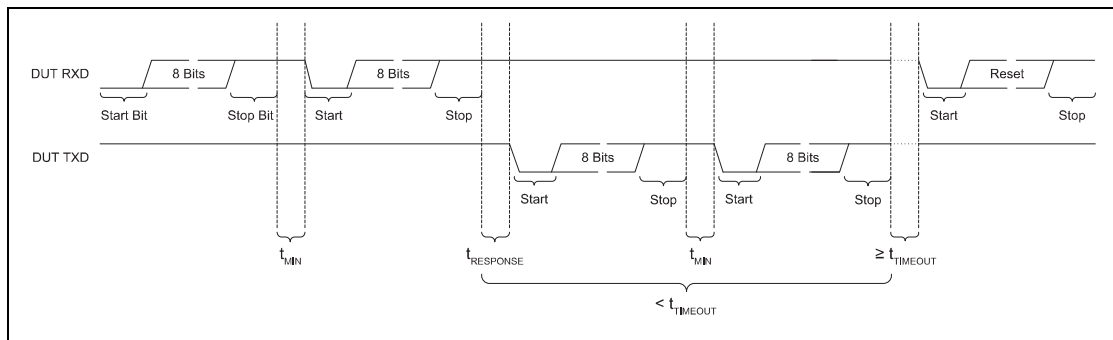 DUT RXD
8 Bits
8 Bits
Reset
Start Bit
Stop Bit
Start
Stop
Start
Stop
DUT TXD
8 Bits
8 Bits
Start
Stop
Start
Stop
tMIN
tRESPONSE
tMIN
≥ tTIMEOUT
< tTIMEOUT